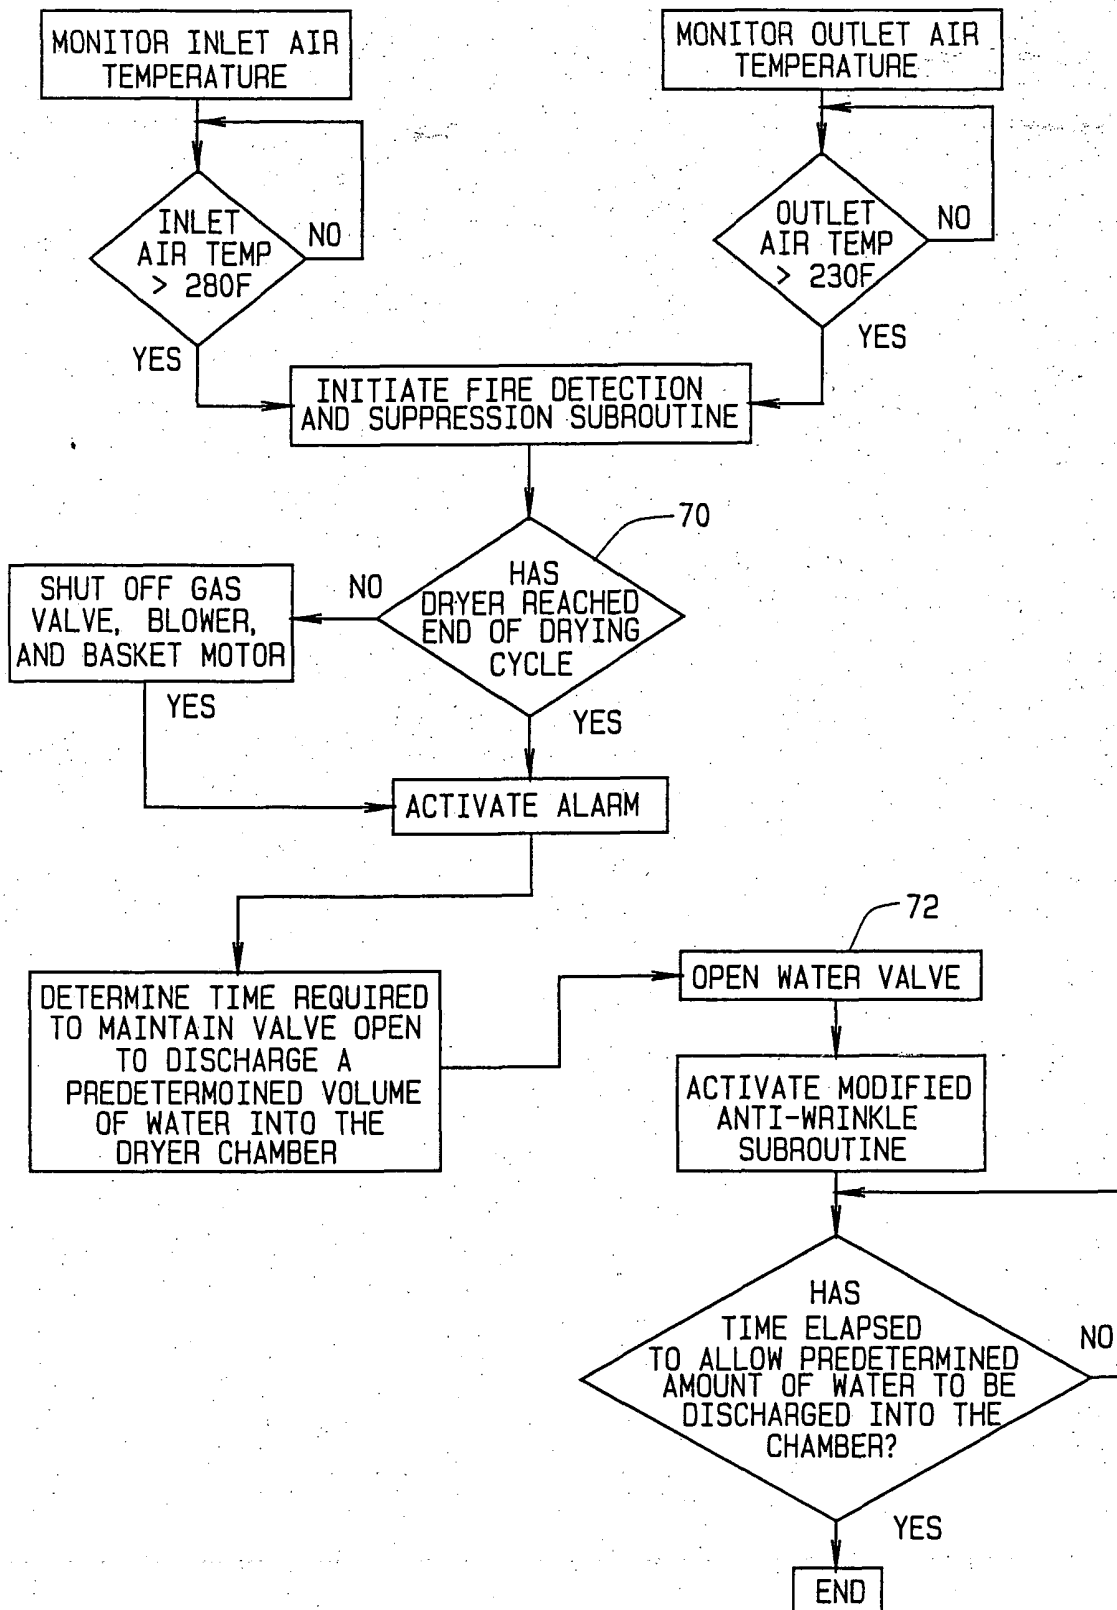 MONITOR INLET AIR
TEMPERATURE
MONITOR OUTLET AIR
TEMPERATURE
INLET
AIR TEMP
> 280F
NO
YES
OUTLET
AIR TEMP
> 230F
NO
YES
INITIATE FIRE DETECTION
AND SUPPRESSION SUBROUTINE
70
HAS
DRYER REACHED
END OF DRYING
CYCLE
NO
YES
SHUT OFF GAS
VALVE, BLOWER,
AND BASKET MOTOR
YES
ACTIVATE ALARM
DETERMINE TIME REQUIRED
TO MAINTAIN VALVE OPEN
TO DISCHARGE A
PREDETERMOINED VOLUME
OF WATER INTO THE
DRYER CHAMBER
72
OPEN WATER VALVE
ACTIVATE MODIFIED
ANTI-WRINKLE
SUBROUTINE
HAS
TIME ELAPSED
TO ALLOW PREDETERMINED
AMOUNT OF WATER TO BE
DISCHARGED INTO THE
CHAMBER?
NO
YES
END